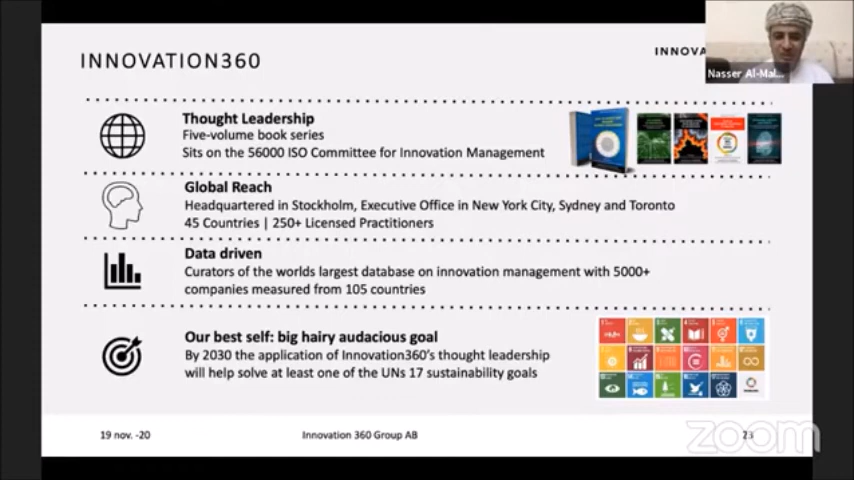 INNOVATION360
INNOVA
Nasser Al-Mal...
Thought Leadership
Five-volume book series
Sits on the 56000 ISO Committee for Innovation Management
Global Reach
Headquartered in Stockholm, Executive Office in New York City, Sydney and Toronto
45 Countries | 250+ Licensed Practitioners
Data driven
Curators of the worlds largest database on innovation management with 5000+
companies measured from 105 countries
Our best self: big hairy audacious goal
By 2030 the application of Innovation360's thought leadership
will help solve at least one of the UNs 17 sustainability goals
19 nov. -20
Innovation 360 Group AB
23
zoom